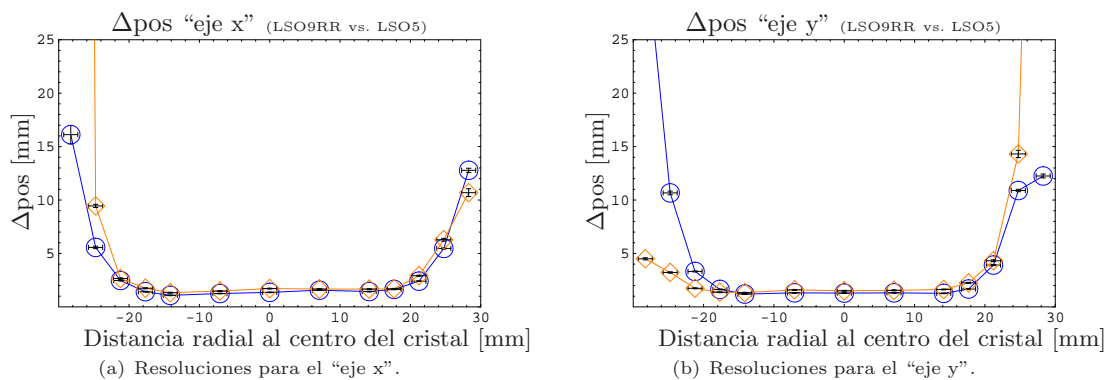 Δpos “eje x” (LSO9RR vs. LSO5)
25
20
15
10
5
Δpos [mm]
-20 -10 0 10 20 30
Distancia radial al centro del cristal [mm]
(a) Resoluciones para el “eje x”.
Δpos “eje y” (LSO9RR vs. LSO5)
25
20
15
10
5
Δpos [mm]
-20 -10 0 10 20 30
Distancia radial al centro del cristal [mm]
(b) Resoluciones para el “eje y”.